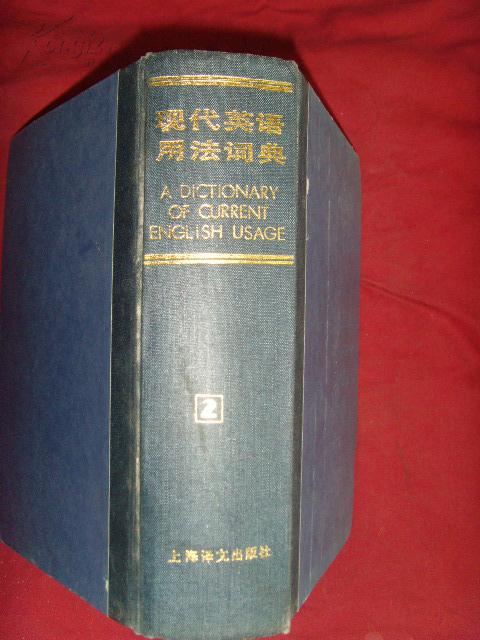 现代英语
用法词典
A DICTIONARY
OF CURRENT
ENGLISH USAGE
2
上海译文出版社